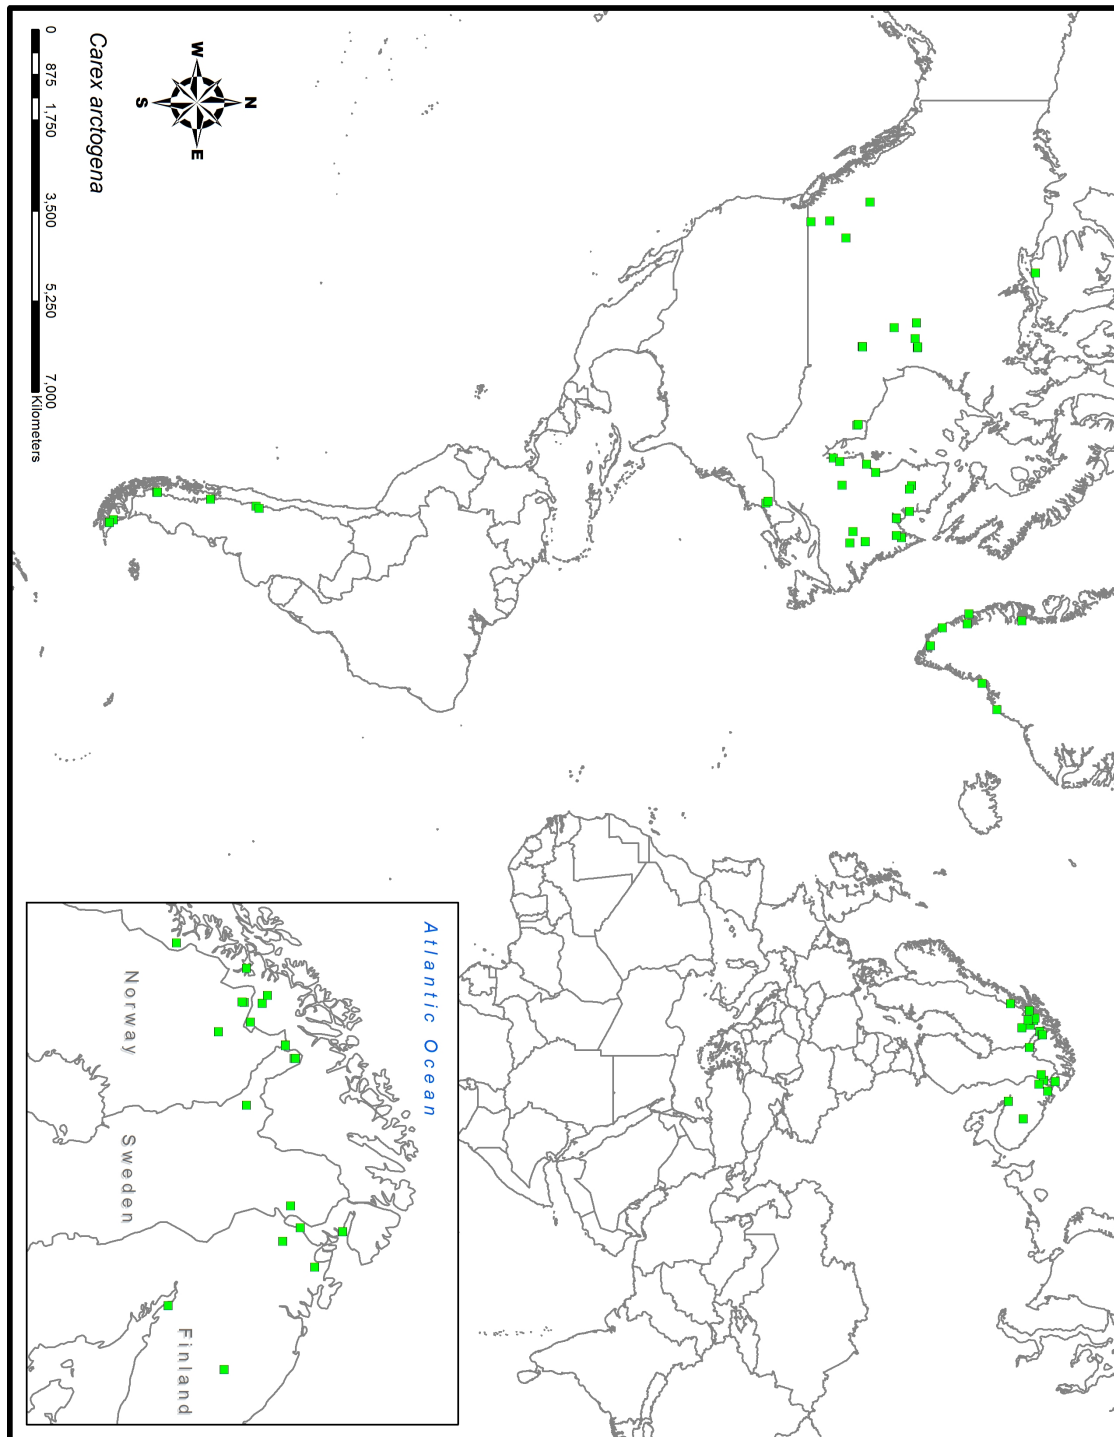 Carex arctogena
N
W
E
S
0 875 1,750 3,500 5,250 7,000
Kilometers
Atlantic Ocean
Norway
Sweden
Finland